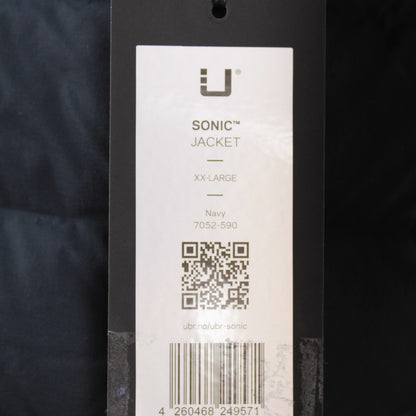 U®
SONIC™
JACKET
XX-LARGE
Navy
7052-590
ubr.no/ubr-sonic
4 260468 249571